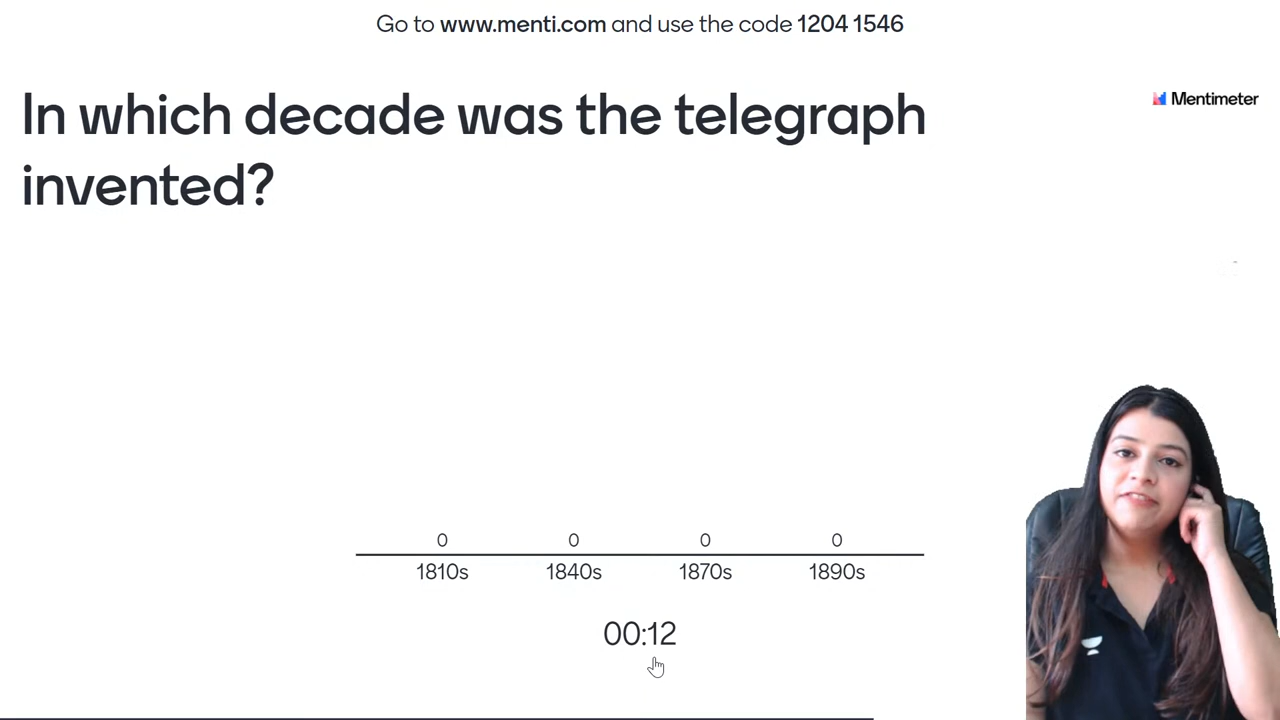 Go to www.menti.com and use the code 1204 1546
Mentimeter
In which decade was the telegraph
invented?
0 0 0 0
1810s 1840s 1870s 1890s
00:12